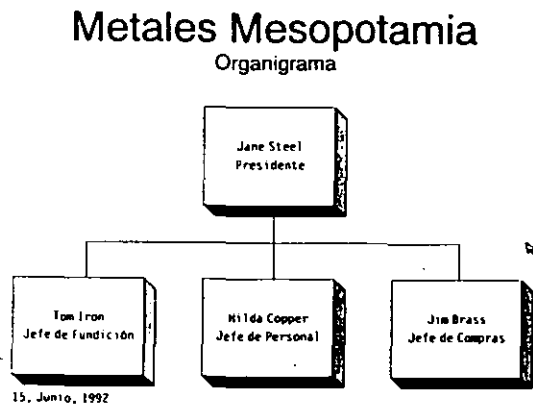 Metales Mesopotamia
Organigrama
Jane Steel
Presidente
Tom Iron
Jefe de Fundición
Hilda Copper
Jefe de Personal
Jim Brass
Jefe de Compras
15, Junio, 1992